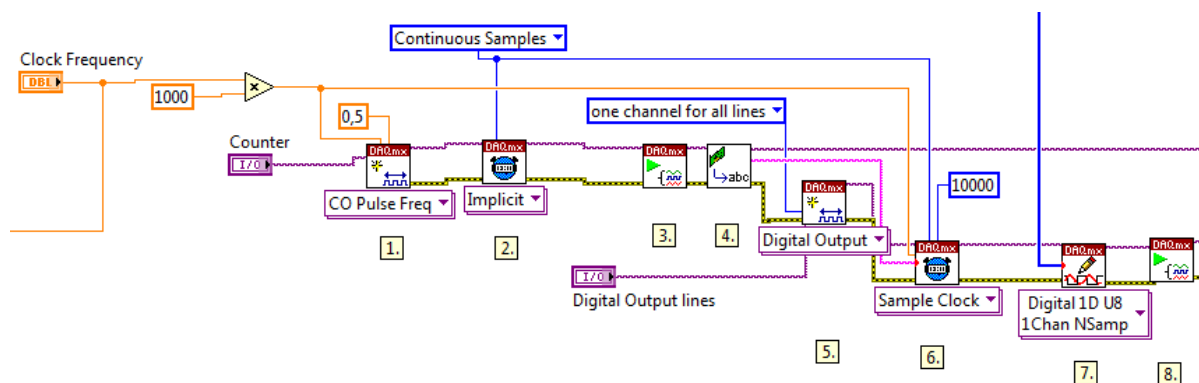 Continuous Samples
Clock Frequency
DBL
1000
x
0,5
one channel for all lines
Counter
I/O
DAQmx
DAQmx
DAQmx
abc
DAQmx
10000
CO Pulse Freq
Implicit
Digital Output
DAQmx
DAQmx
DAQmx
1.
2.
3.
4.
I/O
Digital Output lines
Sample Clock
Digital 1D U8
1Chan NSamp
5.
6.
7.
8.